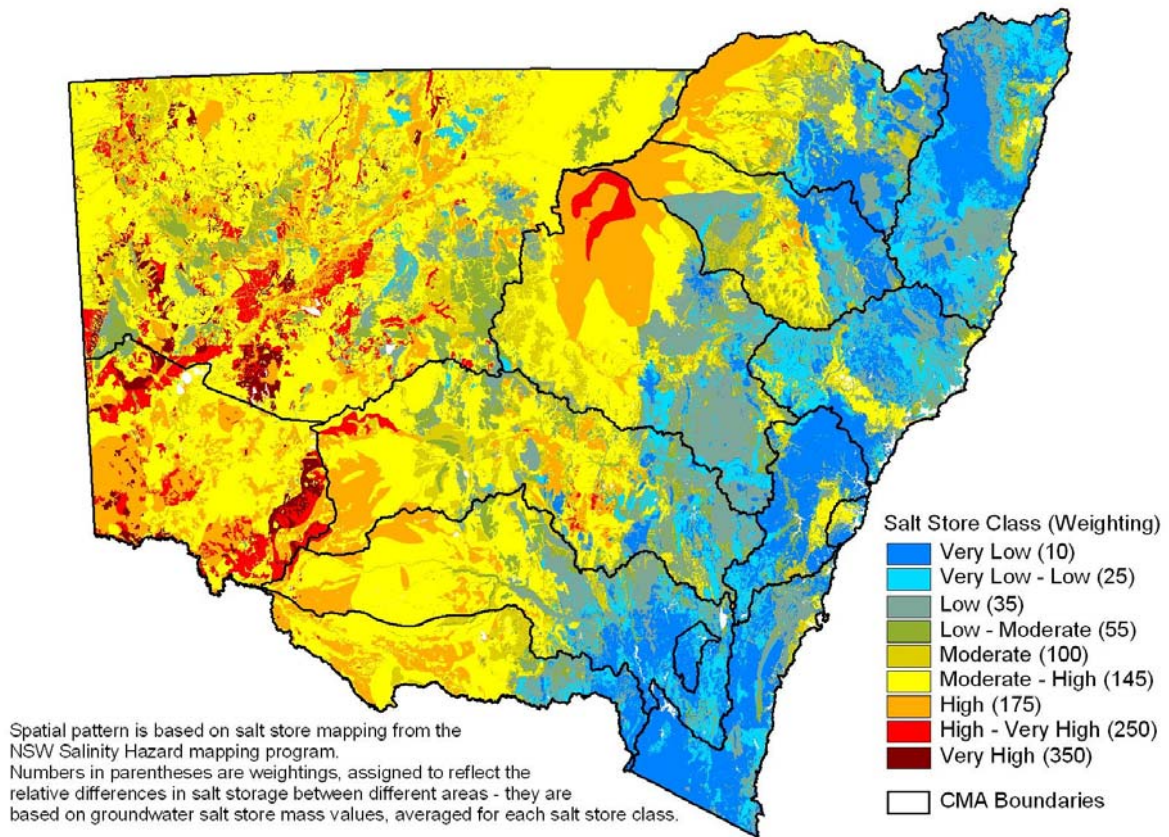 Salt Store Class (Weighting)
Very Low (10)
Very Low - Low (25)
Low (35)
Low - Moderate (55)
Moderate (100)
Moderate - High (145)
High (175)
High - Very High (250)
Very High (350)
CMA Boundaries
Spatial pattern is based on salt store mapping from the
NSW Salinity Hazard mapping program.
Numbers in parentheses are weightings, assigned to reflect the
relative differences in salt storage between different areas - they are
based on groundwater salt store mass values, averaged for each salt store class.